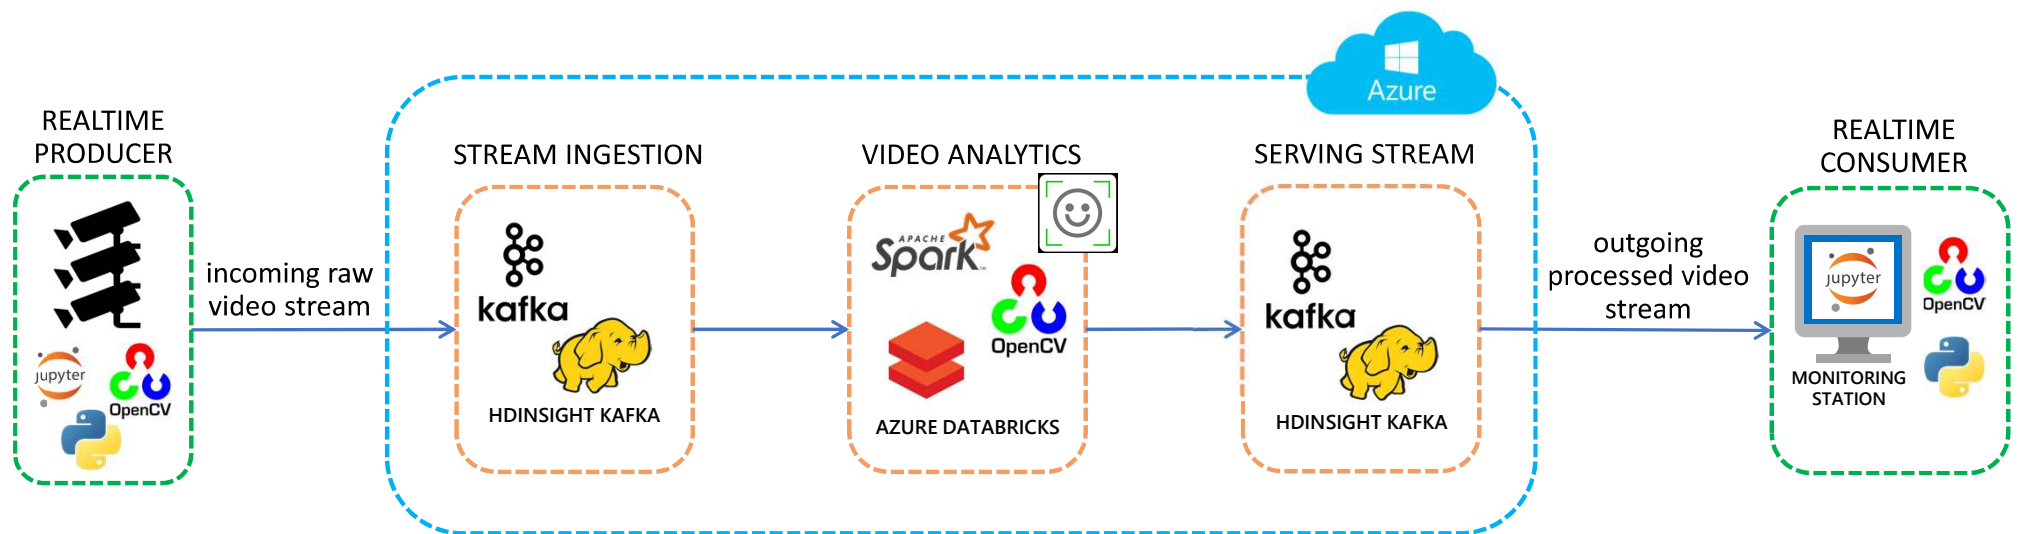 Azure
REALTIME
PRODUCER
jupyter
OpenCV
incoming raw
video stream
STREAM INGESTION
kafka
HDINSIGHT KAFKA
VIDEO ANALYTICS
APACHE
Spark
OpenCV
AZURE DATABRICKS
SERVING STREAM
kafka
HDINSIGHT KAFKA
outgoing
processed video
stream
REALTIME
CONSUMER
jupyter
OpenCV
MONITORING
STATION